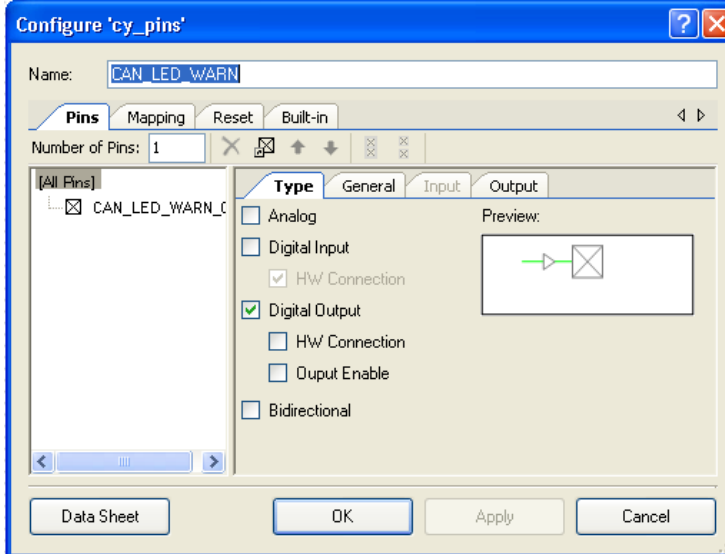 Configure 'cy_pins'
Name: CAN_LED_WARN
Pins Mapping Reset Built-in
Number of Pins: 1
[All Pins]
CAN_LED_WARN_
Type General Input Output
Analog
Preview:
Digital Input
HW Connection
Digital Output
HW Connection
Ouput Enable
Bidirectional
Data Sheet OK Apply Cancel